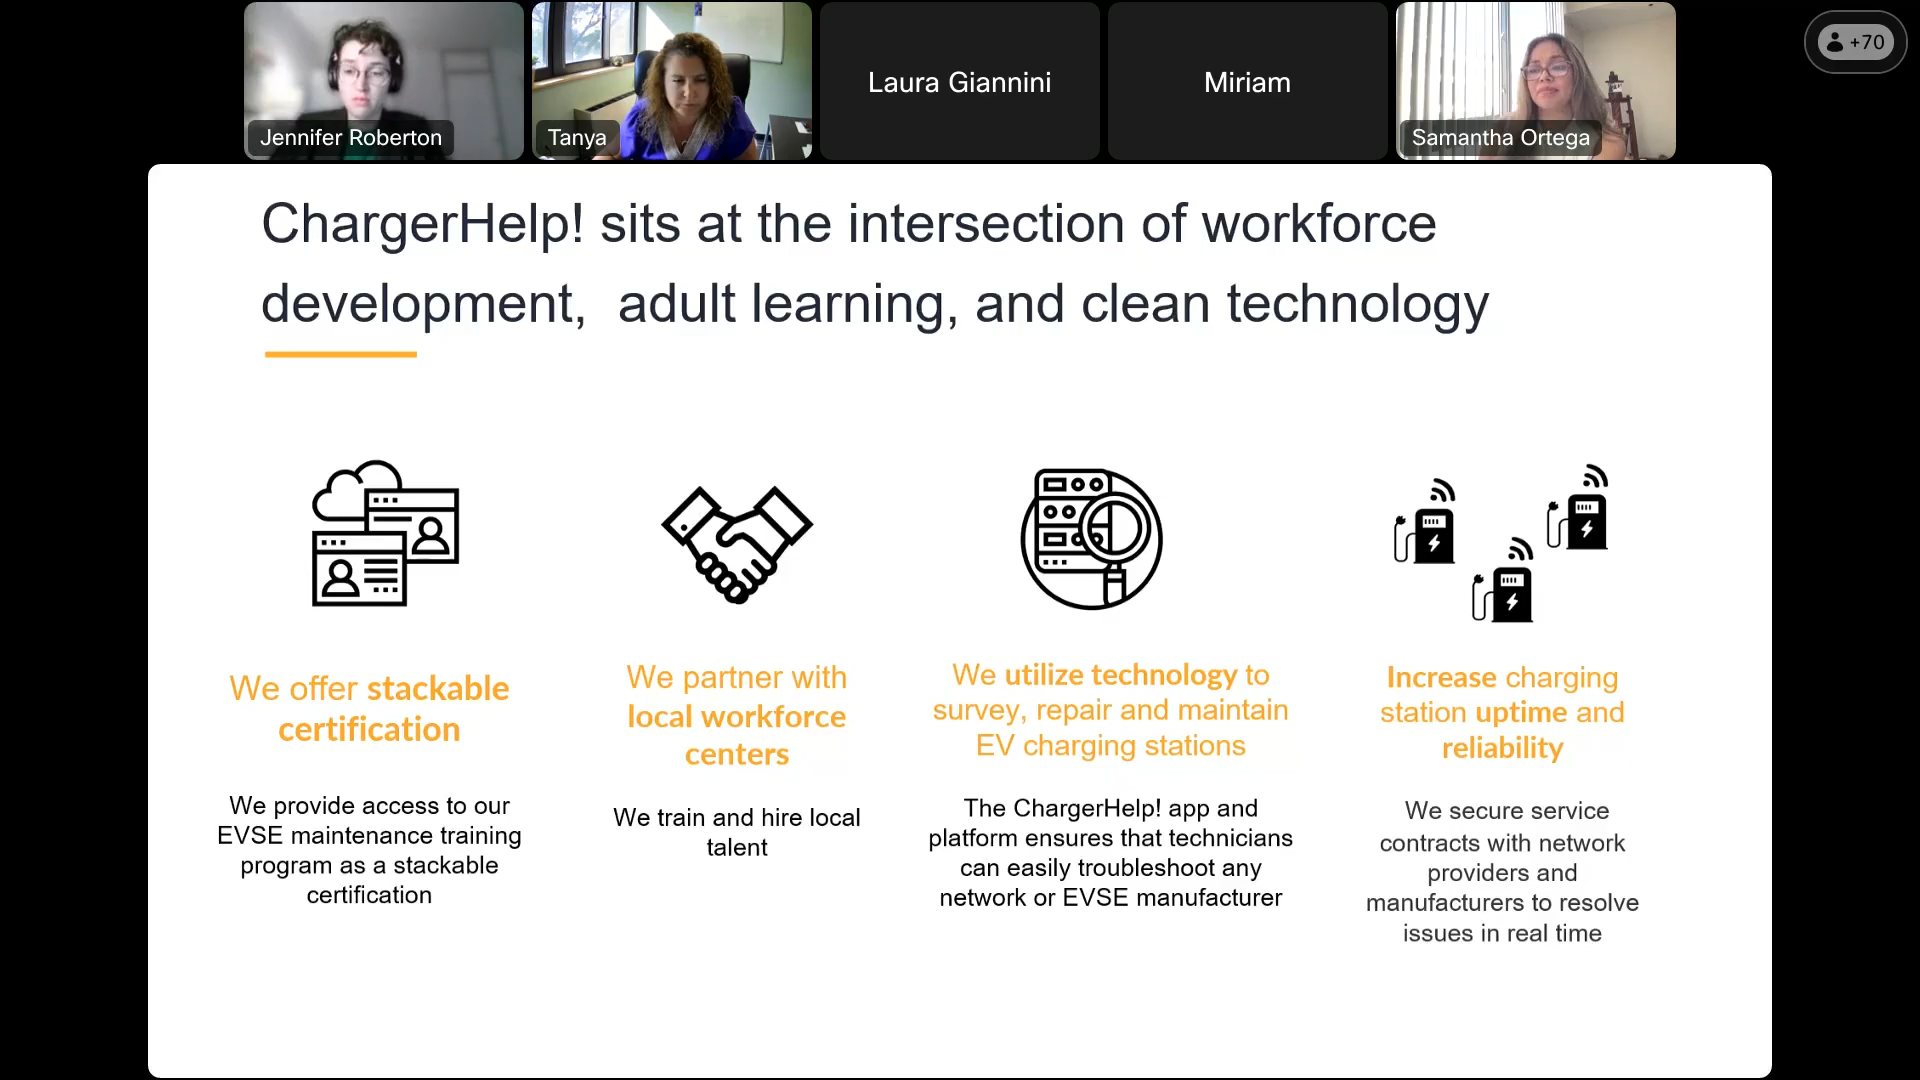 Jennifer Roberton
Tanya
Laura Giannini
Miriam
Samantha Ortega
+70
ChargerHelp! sits at the intersection of workforce
development, adult learning, and clean technology
We offer stackable
certification
We provide access to our
EVSE maintenance training
program as a stackable
certification
We partner with
local workforce
centers
We train and hire local
talent
We utilize technology to
survey, repair and maintain
EV charging stations
The ChargerHelp! app and
platform ensures that technicians
can easily troubleshoot any
network or EVSE manufacturer
Increase charging
station uptime and
reliability
We secure service
contracts with network
providers and
manufacturers to resolve
issues in real time